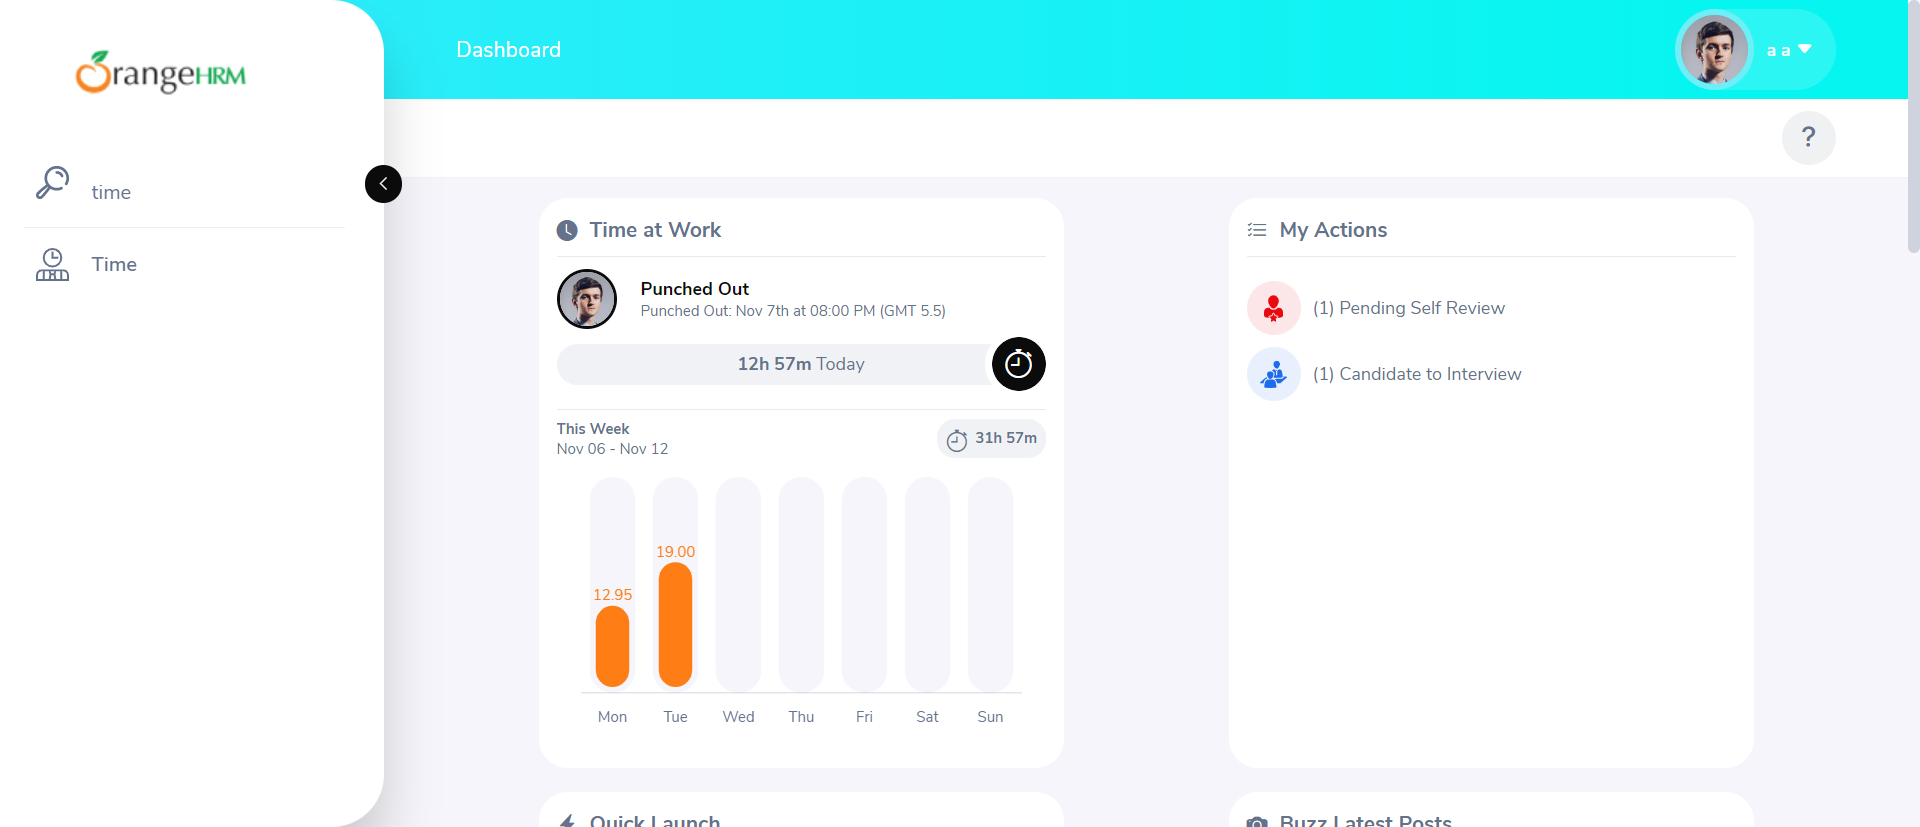 OrangeHRM
Dashboard
a a
time
?
Time
Time at Work
Punched Out
Punched Out: Nov 7th at 08:00 PM (GMT 5.5)
12h 57m Today
This Week
Nov 06 - Nov 12
31h 57m
19.00
12.95
Mon Tue Wed Thu Fri Sat Sun
My Actions
(1) Pending Self Review
(1) Candidate to Interview
Quick Launch
Buzz Latest Posts